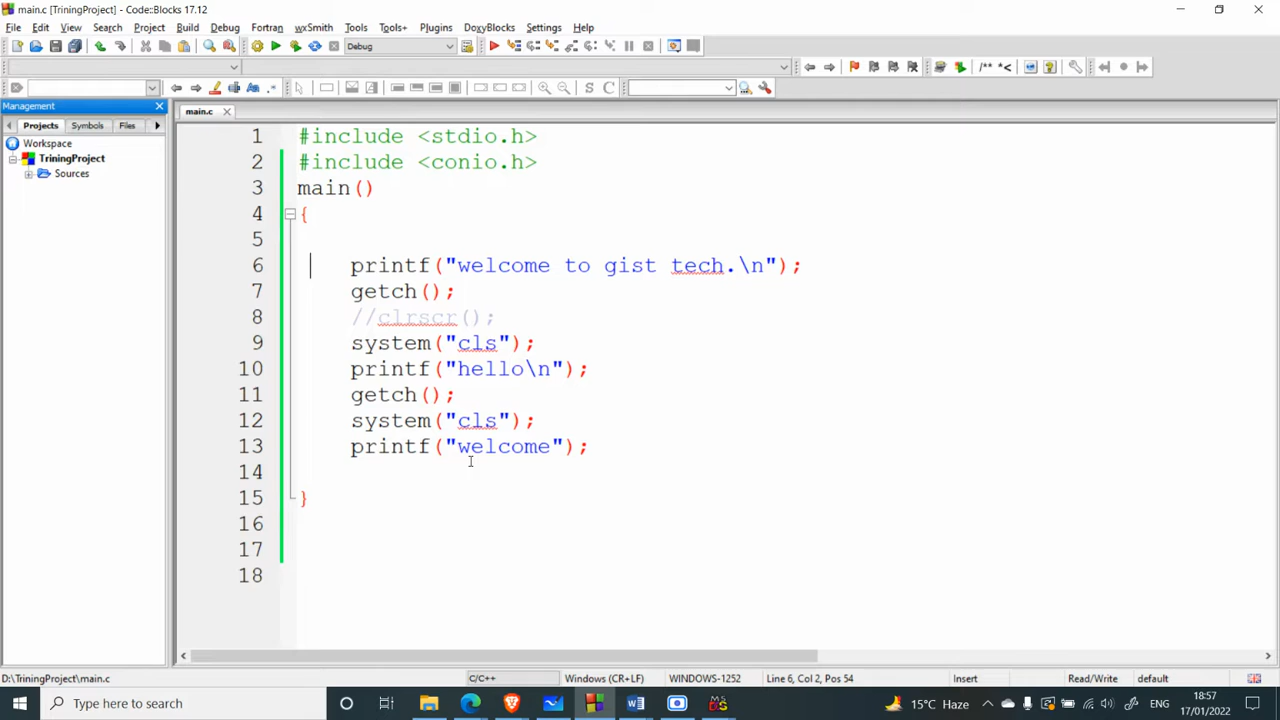 main.c [TriningProject] - Code::Blocks 17.12
File Edit View Search Project Build Debug Fortran wxSmith Tools Tools+ Plugins DoxyBlocks Settings Help
Debug
/** *<
S C
Management
Projects Symbols Files
main.c
Workspace
TriningProject
Sources
1 #include <stdio.h>
2 #include <conio.h>
3 main()
4 {
5
6 printf("welcome to gist tech.\n");
7 getch();
8 //clrscr();
9 system("cls");
10 printf("hello\n");
11 getch();
12 system("cls");
13 printf("welcome");
14
15 }
16
17
18
D:\TriningProject\main.c C/C++ Windows (CR+LF) WINDOWS-1252 Line 6, Col 2, Pos 54 Insert Read/Write default
Type here to search 15°C Haze ENG 18:57
17/01/2022